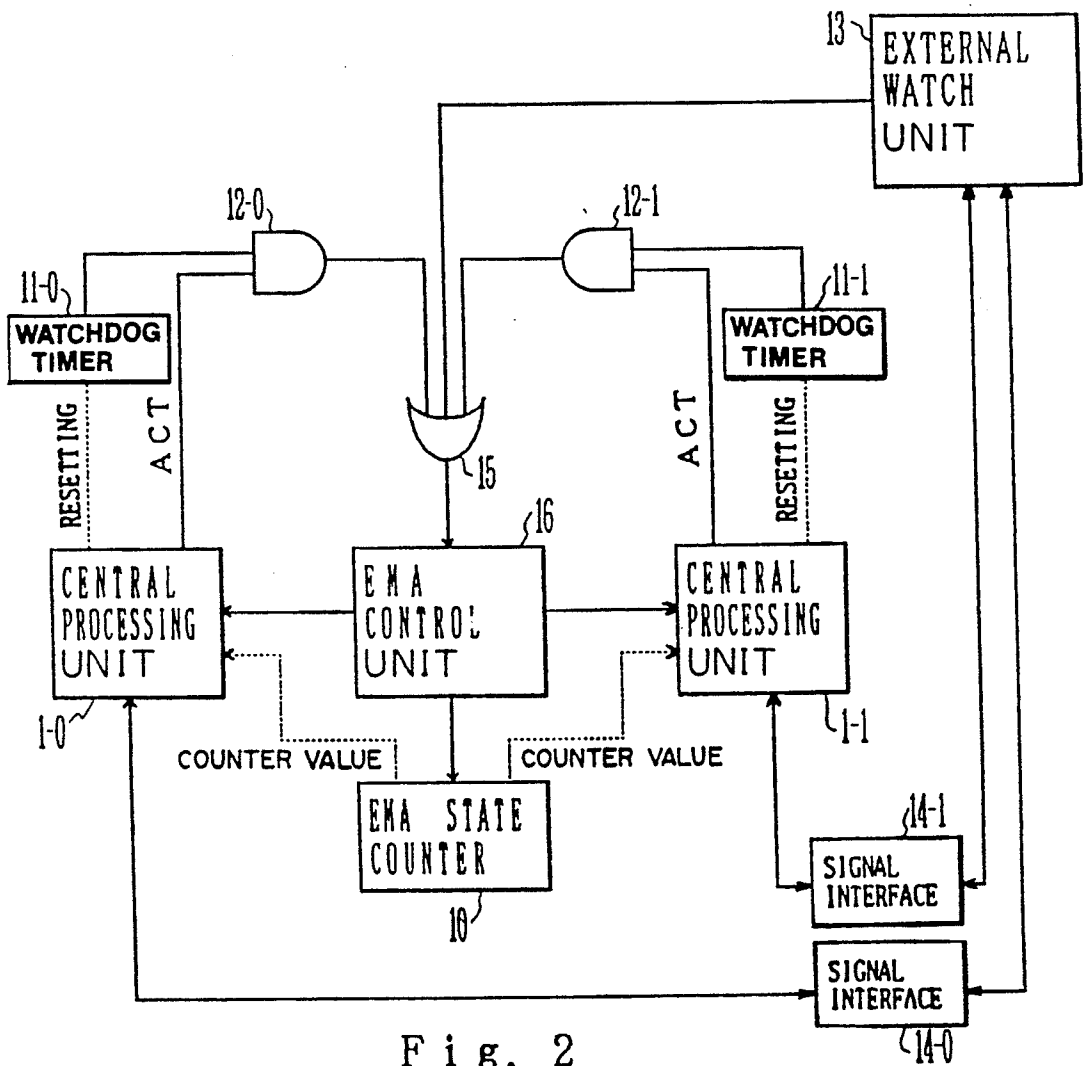 13
EXTERNAL
WATCH
UNIT
12-0
12-1
11-0
WATCHDOG
TIMER
11-1
WATCHDOG
TIMER
RESETTING
ACT
15
ACT
RESETTING
16
CENTRAL
PROCESSING
UNIT
EMA
CONTROL
UNIT
CENTRAL
PROCESSING
UNIT
1-0
1-1
COUNTER VALUE
COUNTER VALUE
EMA STATE
COUNTER
10
14-1
SIGNAL
INTERFACE
SIGNAL
INTERFACE
14-0
Fig. 2